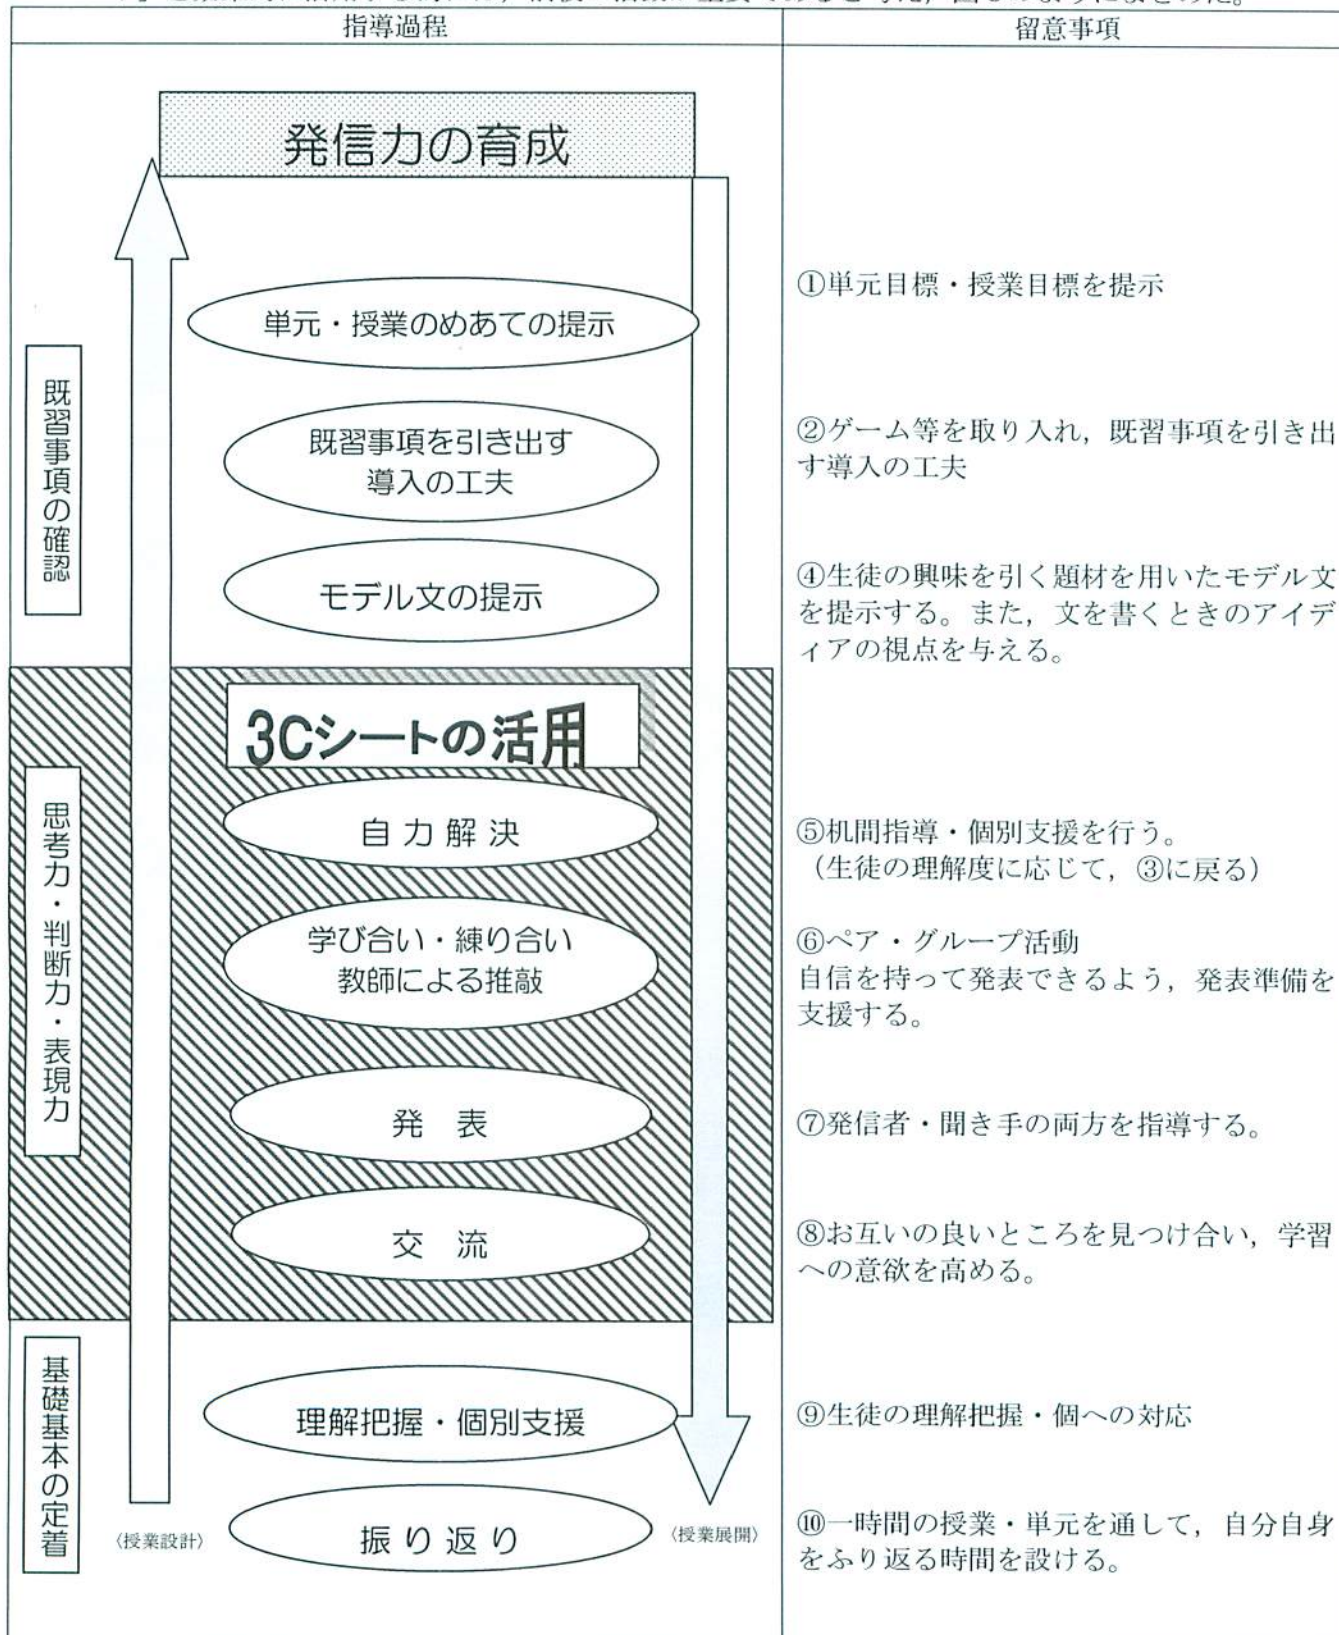 指導過程
留意事項
発信力の育成
単元・授業のめあての提示
①単元目標・授業目標を提示
既習事項の確認
既習事項を引き出す
導入の工夫
②ゲーム等を取り入れ，既習事項を引き出
す導入の工夫
モデル文の提示
④生徒の興味を引く題材を用いたモデル文
を提示する。また，文を書くときのアイデ
ィアの視点を与える。
3Cシートの活用
思考力・判断力・表現力
自力解決
⑤机間指導・個別支援を行う。
（生徒の理解度に応じて，③に戻る）
学び合い・練り合い
教師による推敲
⑥ペア・グループ活動
自信を持って発表できるよう，発表準備を
支援する。
発　表
⑦発信者・聞き手の両方を指導する。
交　流
⑧お互いの良いところを見つけ合い，学習
への意欲を高める。
基礎基本の定着
理解把握・個別支援
⑨生徒の理解把握・個への対応
〈授業設計〉
振り返り
〈授業展開〉
⑩一時間の授業・単元を通して，自分自身
をふり返る時間を設ける。